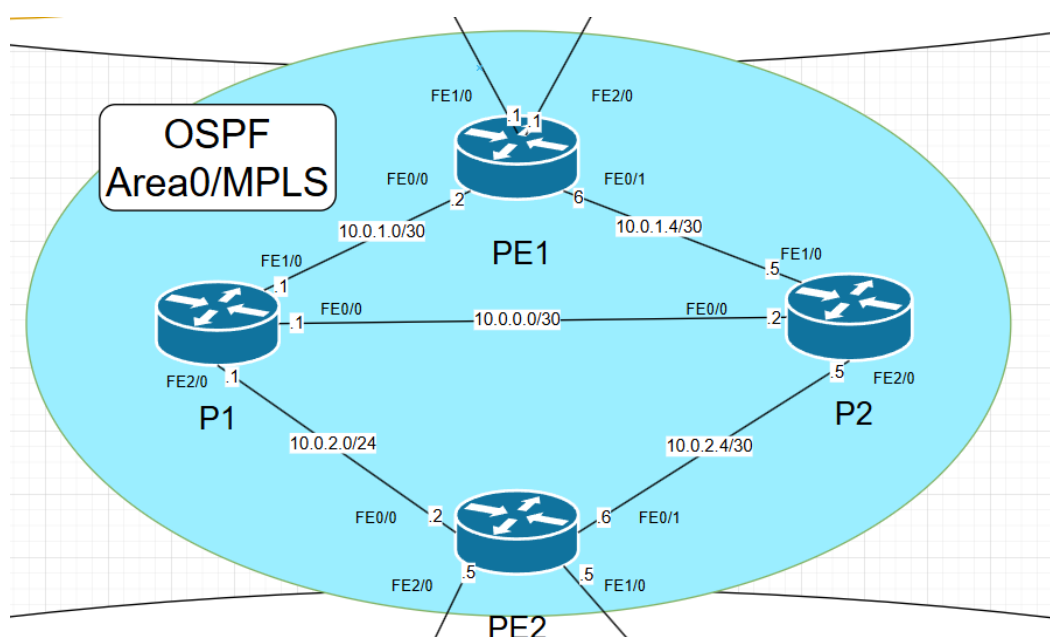 FE1/0
FE2/0
.1
.1
OSPF
Area0/MPLS
FE0/0
FE0/1
.2
.6
10.0.1.0/30
10.0.1.4/30
PE1
FE1/0
FE1/0
.1
.5
FE0/0
FE0/0
.1
10.0.0.0/30
.2
.1
.5
FE2/0
FE2/0
P1
P2
10.0.2.0/24
10.0.2.4/30
FE0/0
.2
.6
FE0/1
FE2/0
.5
.5
FE1/0
PE2